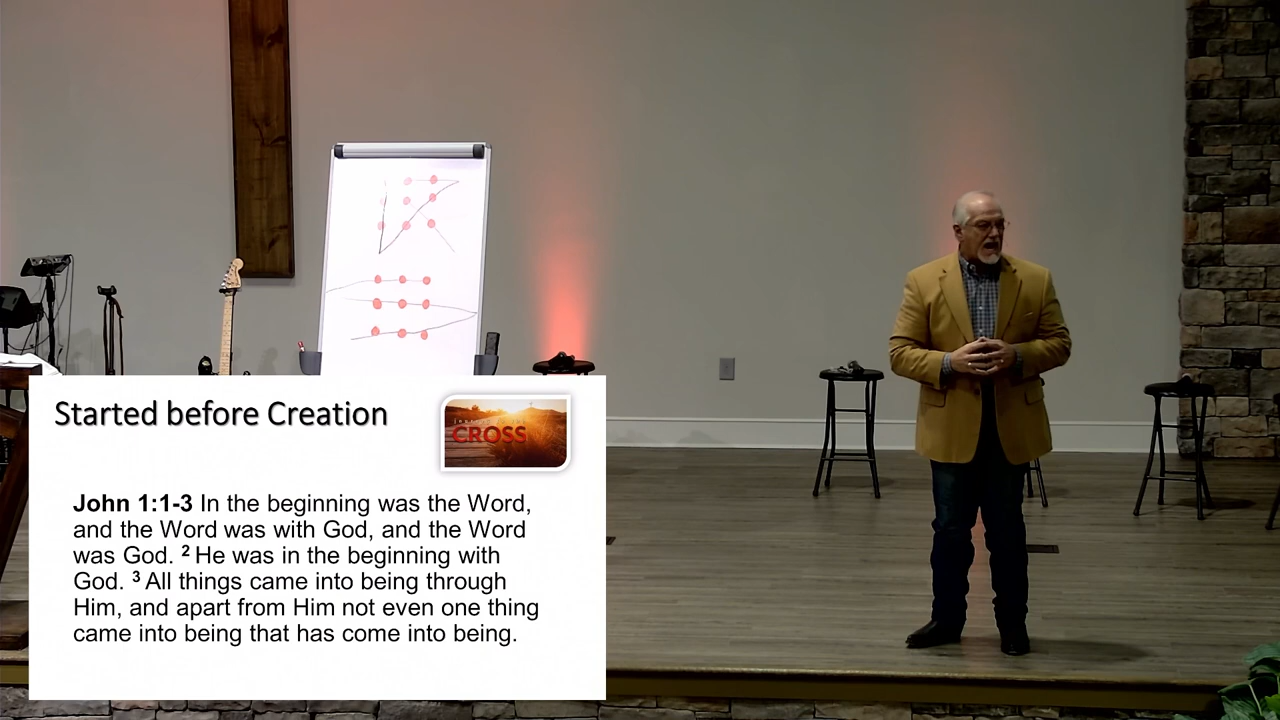 Started before Creation
CROSS
John 1:1-3 In the beginning was the Word,
and the Word was with God, and the Word
was God. 2 He was in the beginning with
God. 3 All things came into being through
Him, and apart from Him not even one thing
came into being that has come into being.